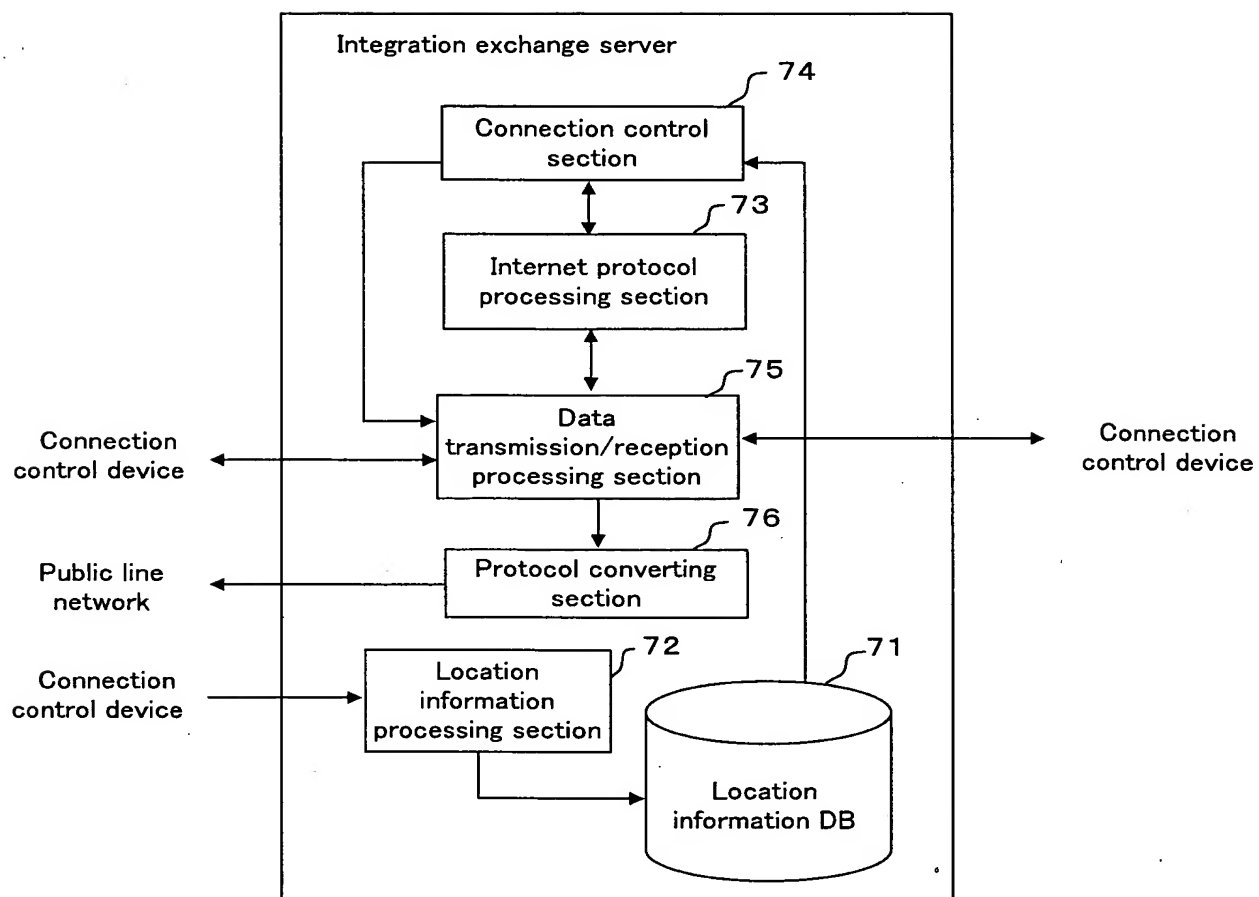 Integration exchange server
74
Connection control
section
73
Internet protocol
processing section
75
Data
transmission/reception
processing section
Connection
control device
Connection
control device
76
Protocol converting
section
Public line
network
72
Location
information
processing section
Connection
control device
71
Location
information DB